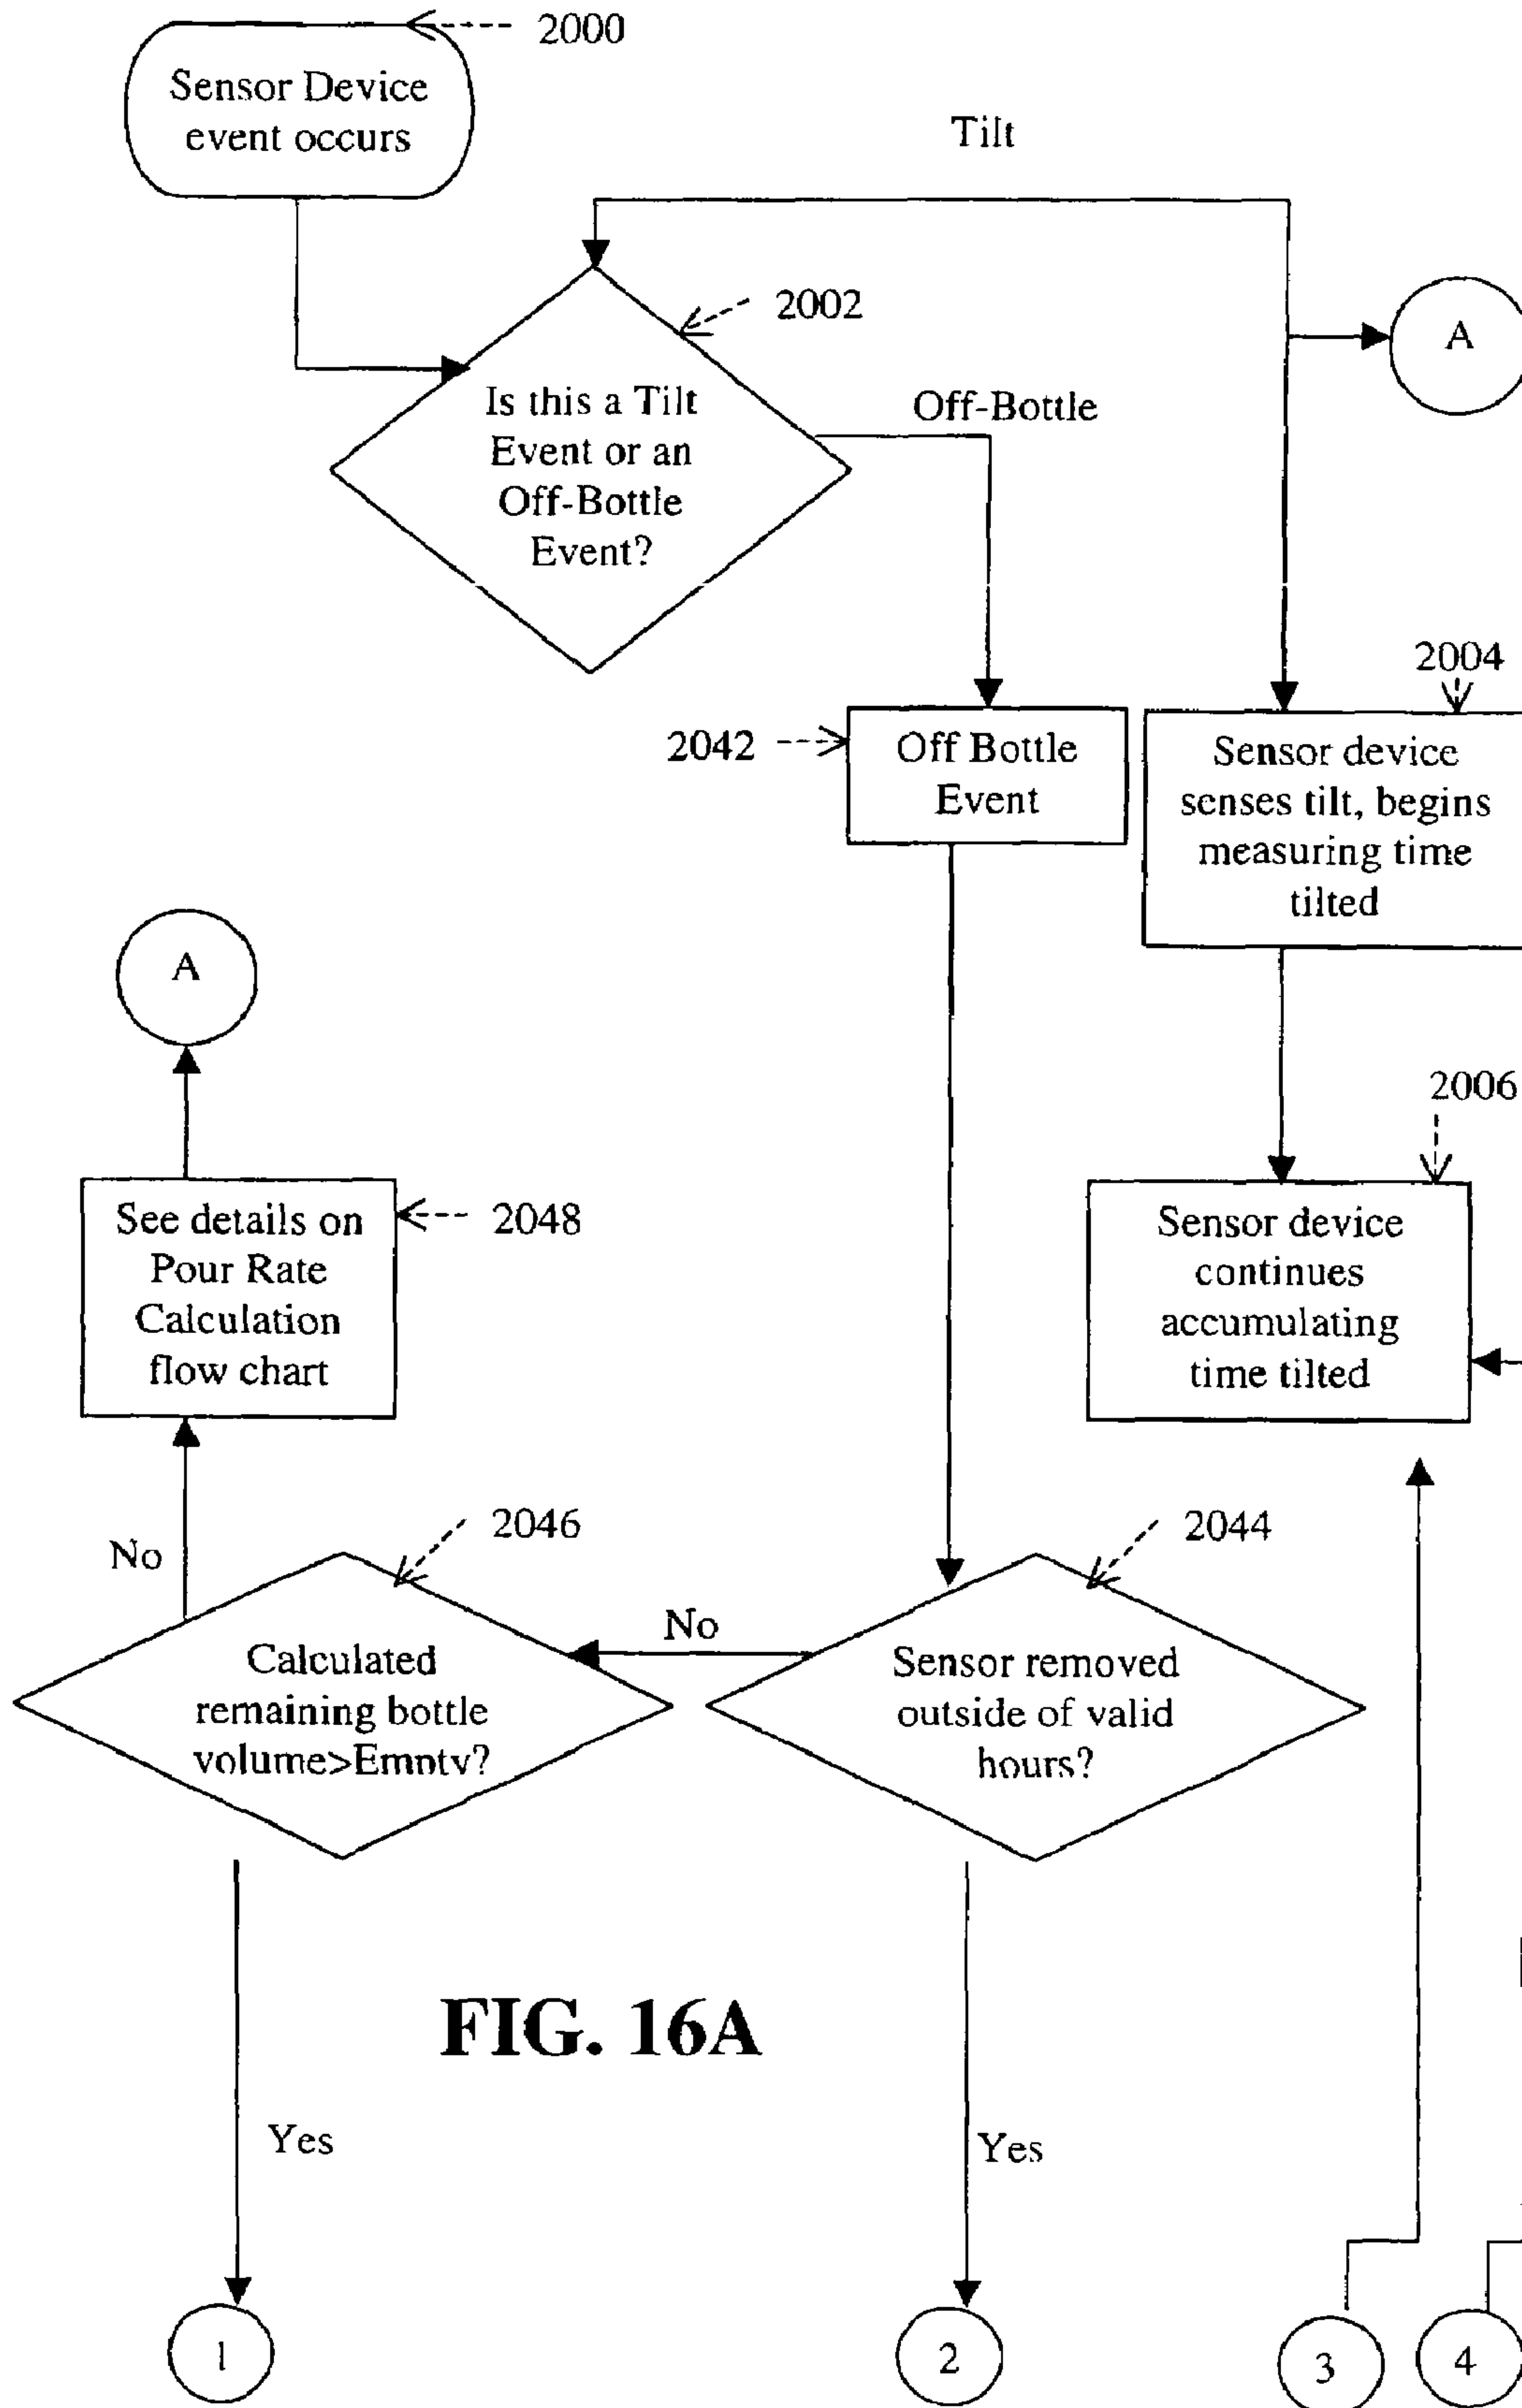 2000
Sensor Device
event occurs
Tilt
2002
A
Is this a Tilt
Event or an
Off-Bottle
Event?
Off-Bottle
2004
2042
Off Bottle
Event
Sensor device
senses tilt, begins
measuring time
tilted
A
2006
See details on
Pour Rate
Calculation
flow chart
2048
Sensor device
continues
accumulating
time tilted
2046
2044
No
No
Calculated
remaining bottle
volume>Emntv?
Sensor removed
outside of valid
hours?
FIG. 16A
Yes
Yes
1
2
3
4